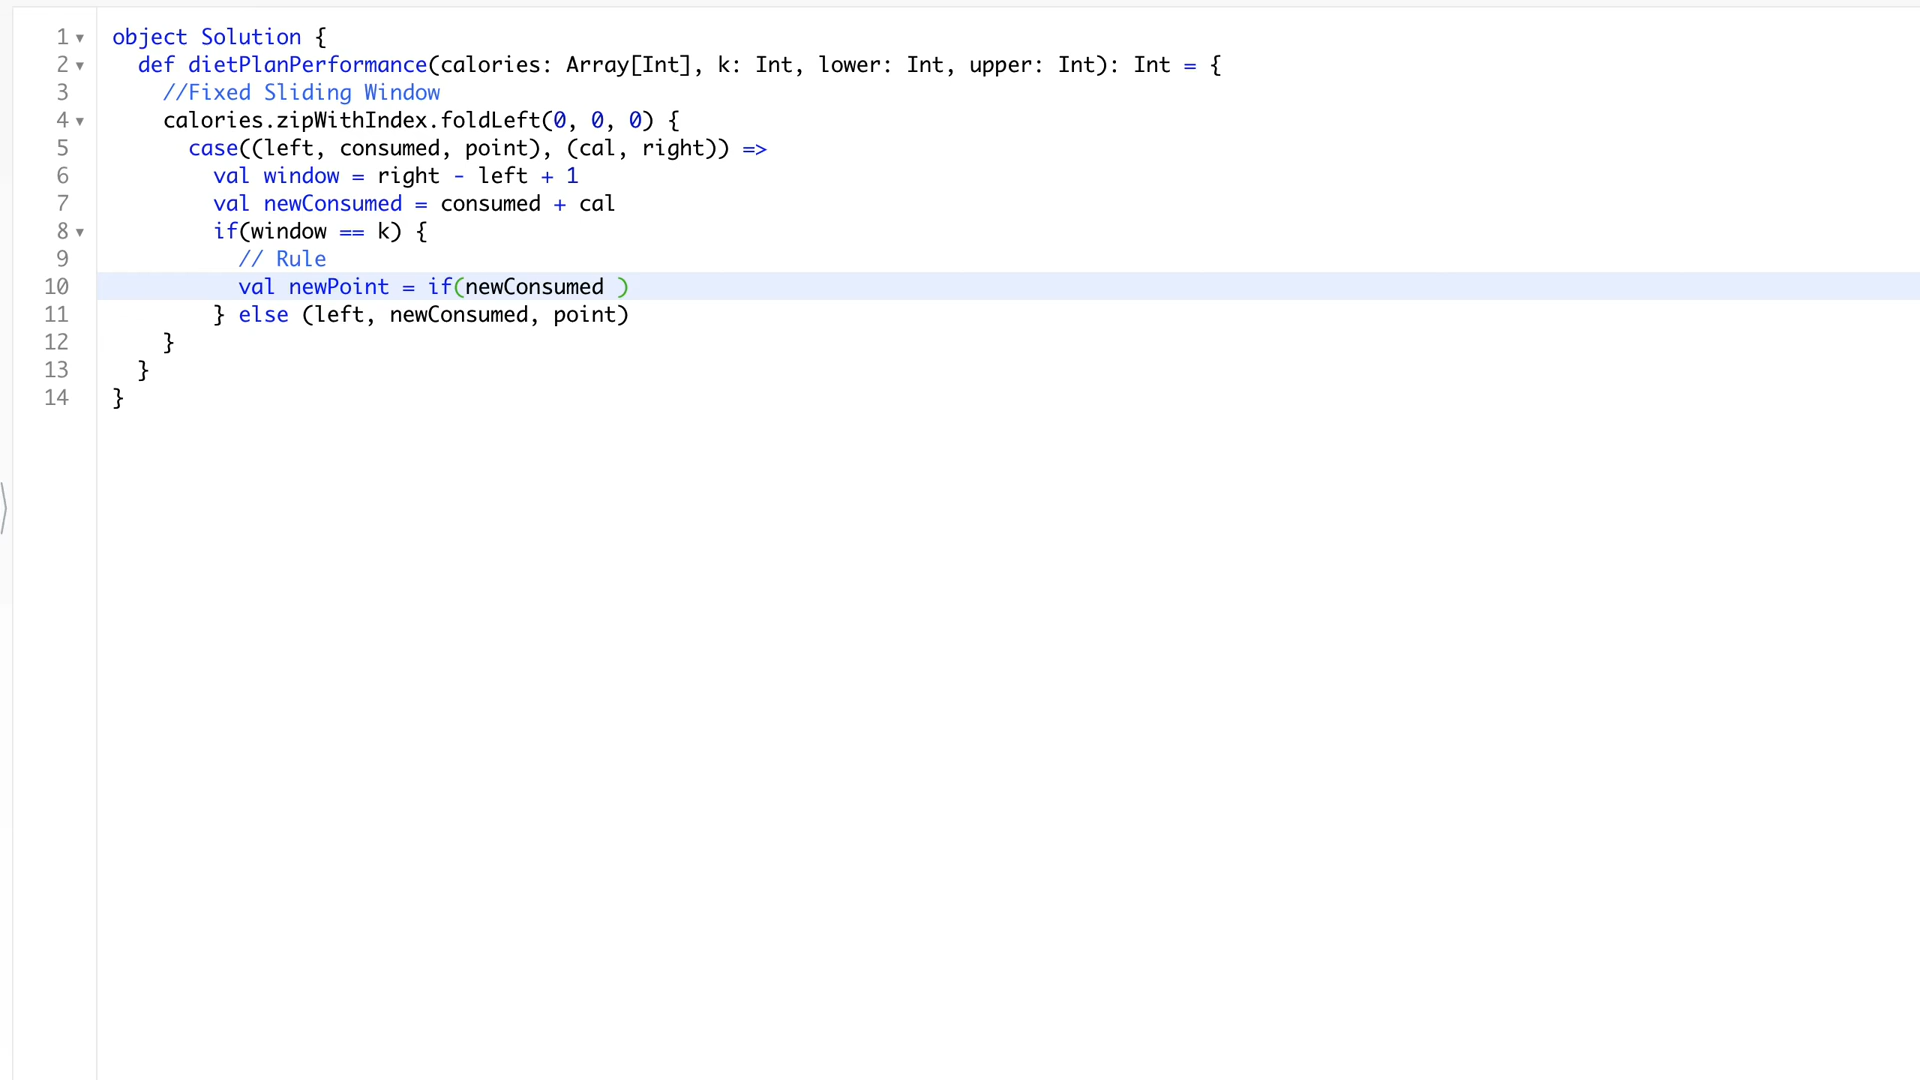 1 object Solution {
2 def dietPlanPerformance(calories: Array[Int], k: Int, lower: Int, upper: Int): Int = {
3 //Fixed Sliding Window
4 calories.zipWithIndex.foldLeft(0, 0, 0) {
5 case((left, consumed, point), (cal, right)) =>
6 val window = right - left + 1
7 val newConsumed = consumed + cal
8 if(window == k) {
9 // Rule
10 val newPoint = if(newConsumed )
11 } else (left, newConsumed, point)
12 }
13 }
14 }